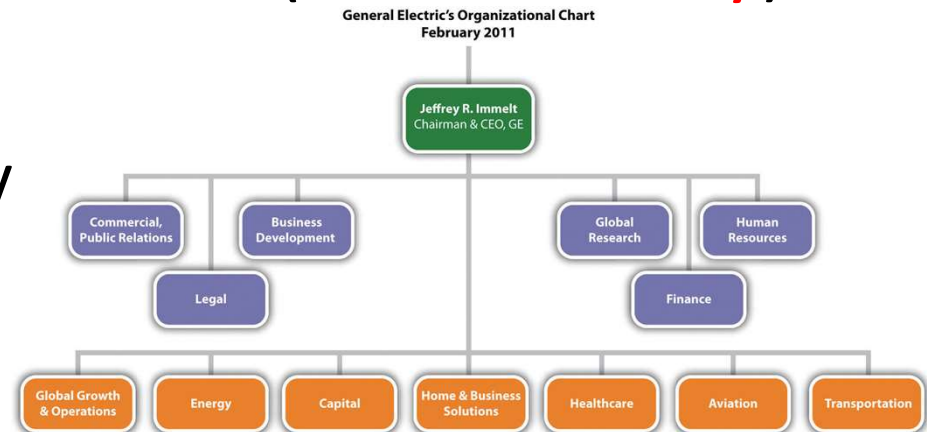 General Electric's Organizational Chart
February 2011
Jeffrey R. Immelt
Chairman & CEO, GE
Commercial,
Public Relations
Business
Development
Global
Research
Human
Resources
Legal
Finance
Global Growth
& Operations
Energy
Capital
Home & Business
Solutions
Healthcare
Aviation
Transportation